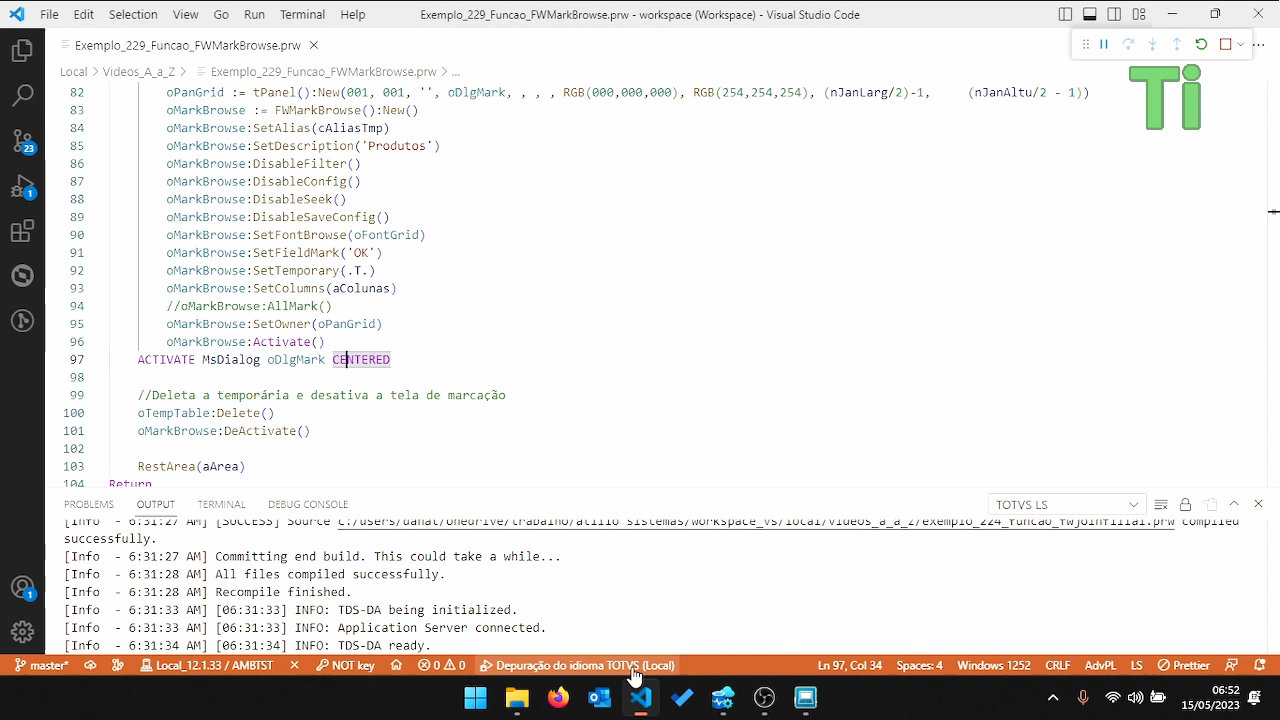 File Edit Selection View Go Run Terminal Help Exemplo_229_Funcao_FWMarkBrowse.prw - workspace (Workspace) - Visual Studio Code
Exemplo_229_Funcao_FWMarkBrowse.prw
Local > Videos_A_a_Z > Exemplo_229_Funcao_FWMarkBrowse.prw > ...
Ti
82 oPanGrid := tPanel():New(001, 001, '', oDlgMark, , , , RGB(000,000,000), RGB(254,254,254), (nJanLarg/2)-1, (nJanAltu/2 - 1))
83 oMarkBrowse := FWMarkBrowse():New()
84 oMarkBrowse:SetAlias(cAliasTmp)
85 oMarkBrowse:SetDescription('Produtos')
86 oMarkBrowse:DisableFilter()
87 oMarkBrowse:DisableConfig()
88 oMarkBrowse:DisableSeek()
89 oMarkBrowse:DisableSaveConfig()
90 oMarkBrowse:SetFontBrowse(oFontGrid)
91 oMarkBrowse:SetFieldMark('OK')
92 oMarkBrowse:SetTemporary(.T.)
93 oMarkBrowse:SetColumns(aColunas)
94 //oMarkBrowse:AllMark()
95 oMarkBrowse:SetOwner(oPanGrid)
96 oMarkBrowse:Activate()
97 ACTIVATE MsDialog oDlgMark CENTERED
98
99 //Deleta a temporária e desativa a tela de marcação
100 oTempTable:Delete()
101 oMarkBrowse:DeActivate()
102
103 RestArea(aArea)
104 Return
PROBLEMS OUTPUT TERMINAL DEBUG CONSOLE TOTVS LS
[Info - 6:31:27 AM] [SUCCESS] Source c:/users/danat/onedrive/trabalho/atilio sistemas/workspace_vs/local/videos_a_a_z/exemplo_224_funcao_fwjoinfilial.prw compiled
successfully.
[Info - 6:31:27 AM] Committing end build. This could take a while...
[Info - 6:31:28 AM] All files compiled successfully.
[Info - 6:31:28 AM] Recompile finished.
[Info - 6:31:33 AM] [06:31:33] INFO: TDS-DA being initialized.
[Info - 6:31:33 AM] [06:31:33] INFO: Application Server connected.
[Info - 6:31:34 AM] [06:31:34] INFO: TDS-DA ready.
23
1
1
master* Local_12.1.33 / AMBTST NOT key 0 0 Depuração do idioma TOTVS (Local) Ln 97, Col 34 Spaces: 4 Windows 1252 CRLF AdvPL LS Prettier
06:52
15/05/2023